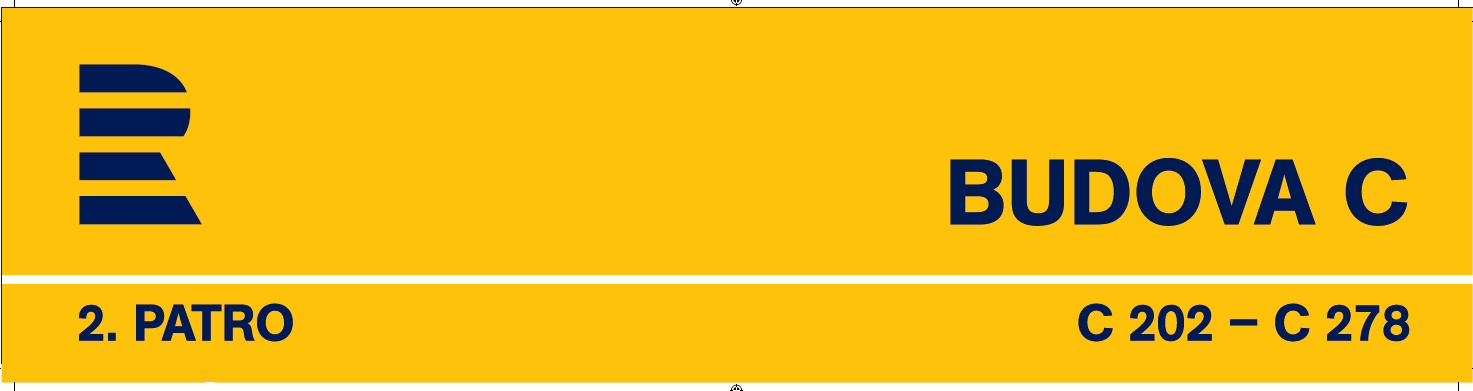 BUDOVA C
2. PATRO
C 202 – C 278